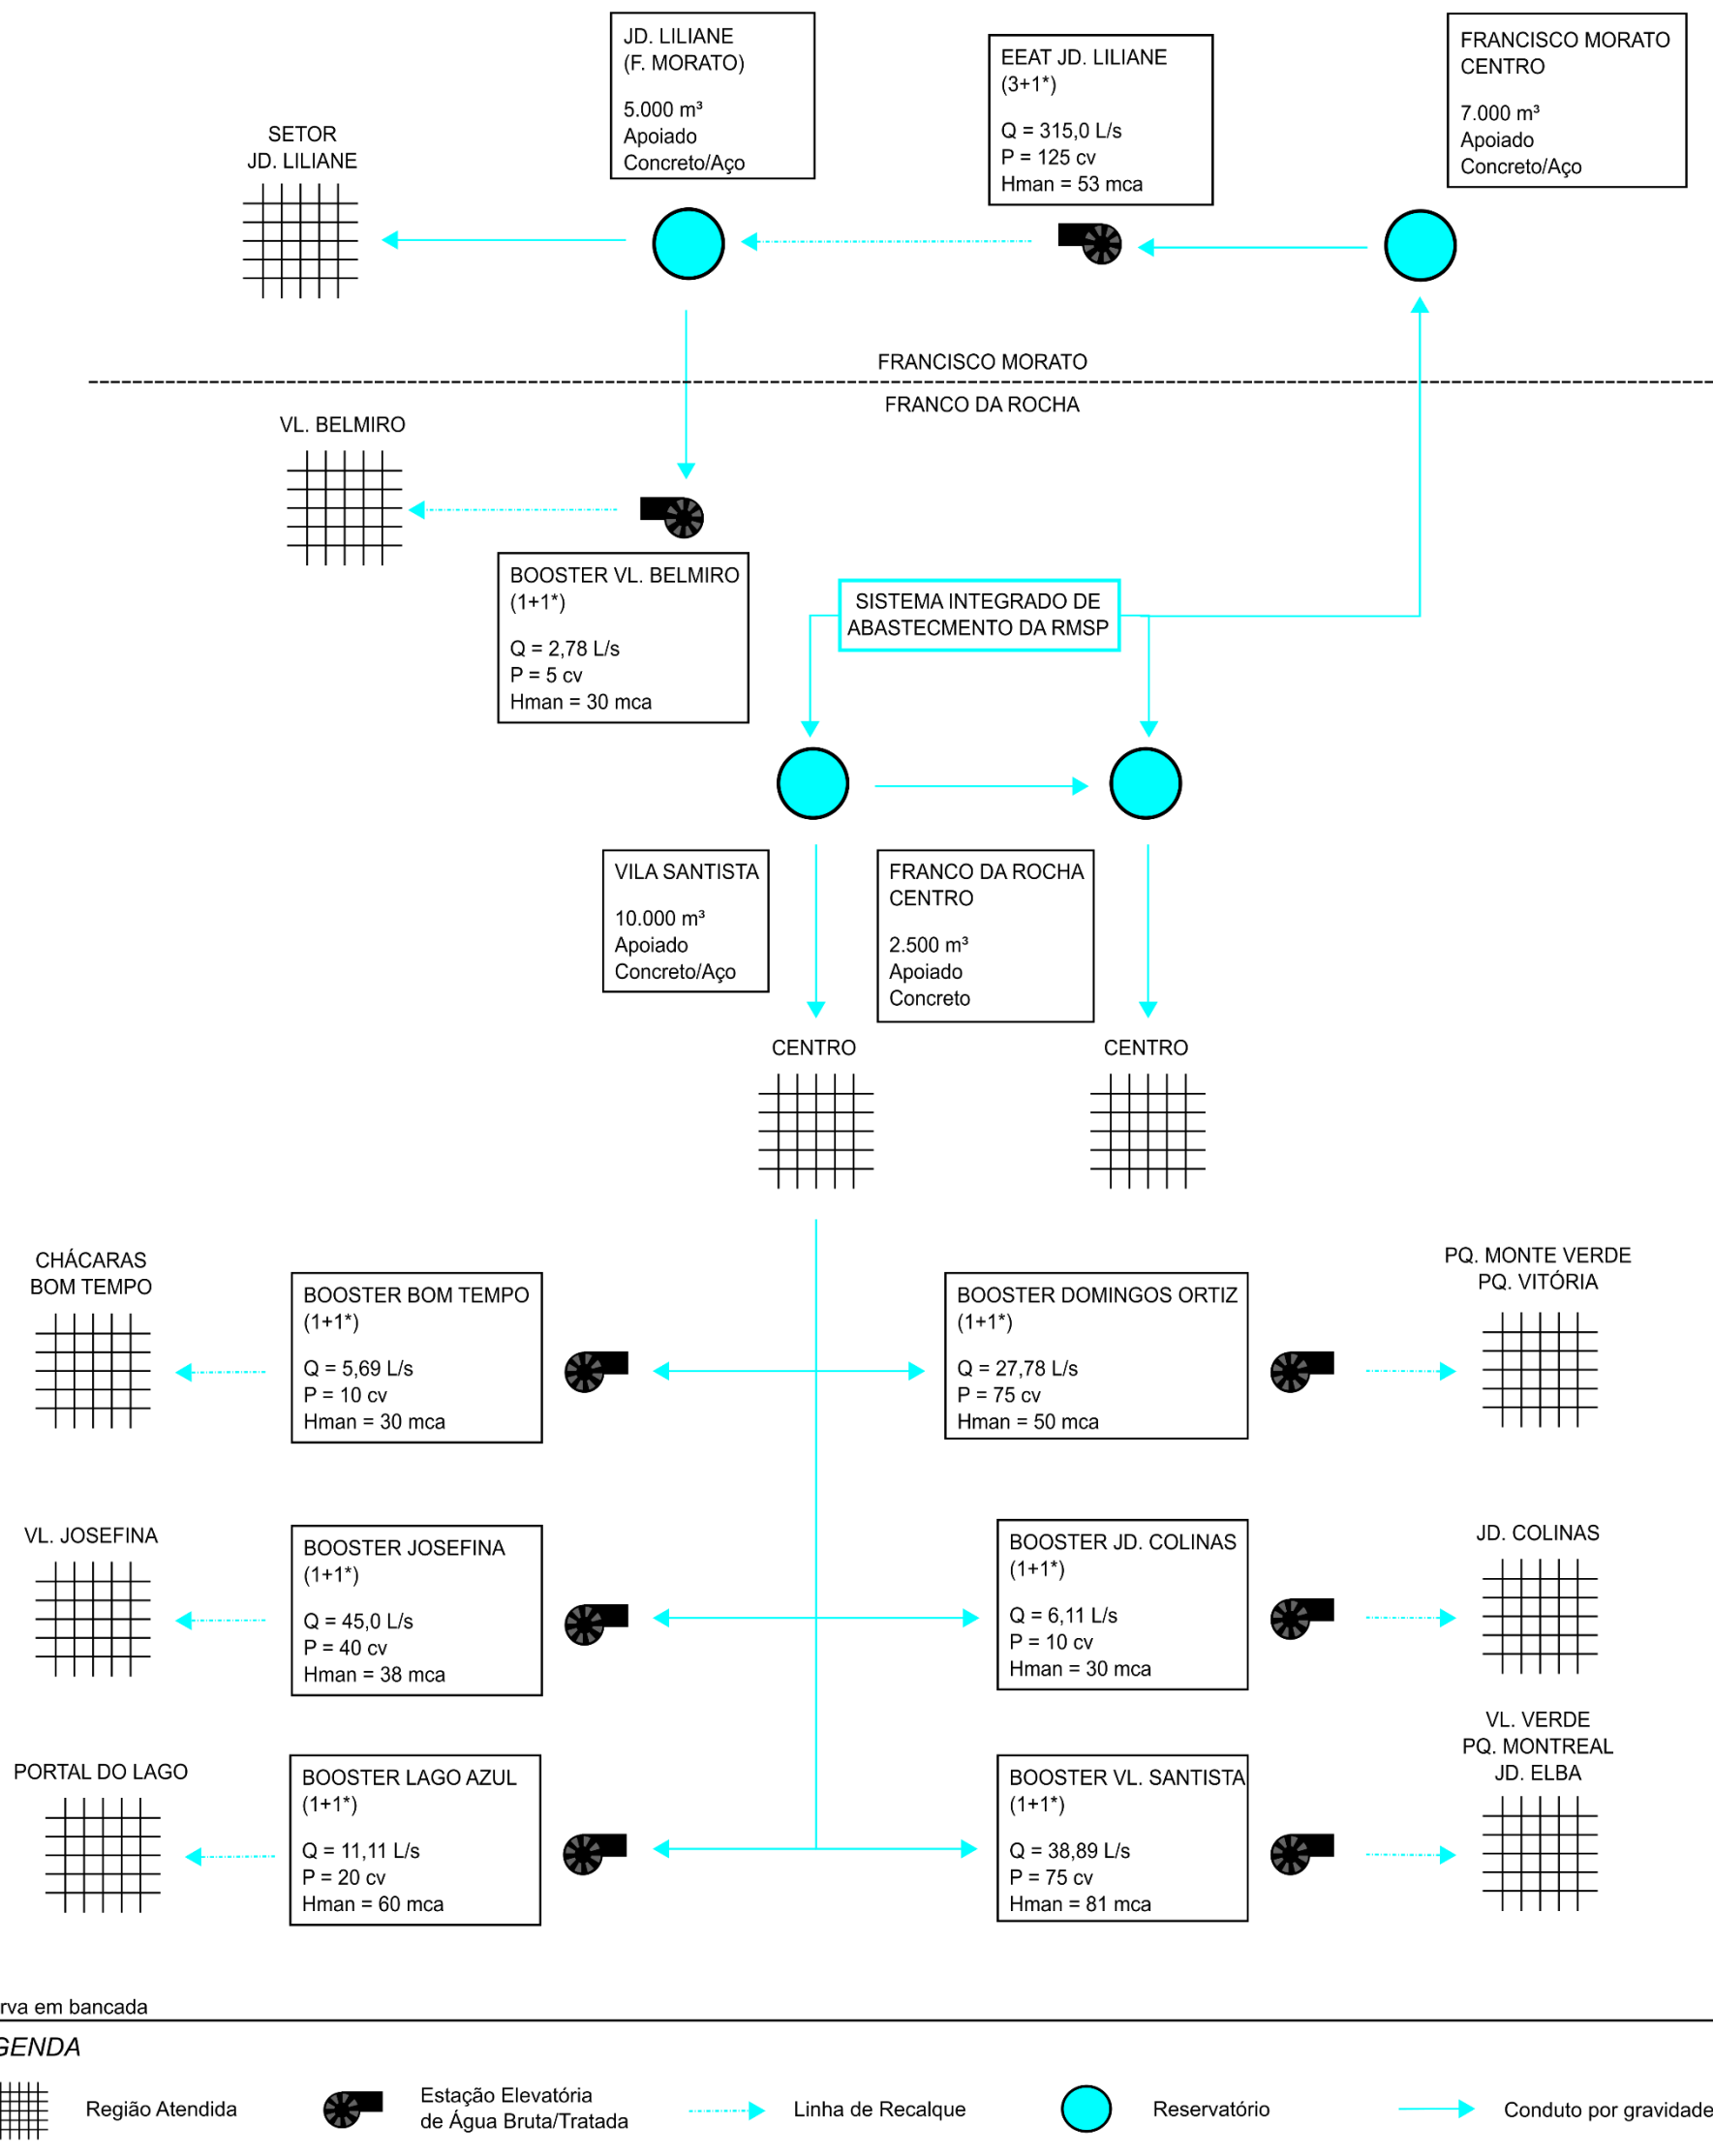 JD. LILIANE
(F. MORATO)
5.000 m³
Apoiado
Concreto/Aço
EEAT JD. LILIANE
(3+1*)
Q = 315,0 L/s
P = 125 cv
Hman = 53 mca
FRANCISCO MORATO
CENTRO
7.000 m³
Apoiado
Concreto/Aço
SETOR
JD. LILIANE
FRANCISCO MORATO
FRANCO DA ROCHA
VL. BELMIRO
BOOSTER VL. BELMIRO
(1+1*)
Q = 2,78 L/s
P = 5 cv
Hman = 30 mca
SISTEMA INTEGRADO DE
ABASTECMENTO DA RMSP
VILA SANTISTA
10.000 m³
Apoiado
Concreto/Aço
FRANCO DA ROCHA
CENTRO
2.500 m³
Apoiado
Concreto
CENTRO
CENTRO
CHÁCARAS
BOM TEMPO
BOOSTER BOM TEMPO
(1+1*)
Q = 5,69 L/s
P = 10 cv
Hman = 30 mca
BOOSTER DOMINGOS ORTIZ
(1+1*)
Q = 27,78 L/s
P = 75 cv
Hman = 50 mca
PQ. MONTE VERDE
PQ. VITÓRIA
VL. JOSEFINA
BOOSTER JOSEFINA
(1+1*)
Q = 45,0 L/s
P = 40 cv
Hman = 38 mca
BOOSTER JD. COLINAS
(1+1*)
Q = 6,11 L/s
P = 10 cv
Hman = 30 mca
JD. COLINAS
PORTAL DO LAGO
BOOSTER LAGO AZUL
(1+1*)
Q = 11,11 L/s
P = 20 cv
Hman = 60 mca
BOOSTER VL. SANTISTA
(1+1*)
Q = 38,89 L/s
P = 75 cv
Hman = 81 mca
VL. VERDE
PQ. MONTREAL
JD. ELBA
rva em bancada
GENDA
Região Atendida
Estação Elevatória
de Água Bruta/Tratada
Linha de Recalque
Reservatório
Conduto por gravidade